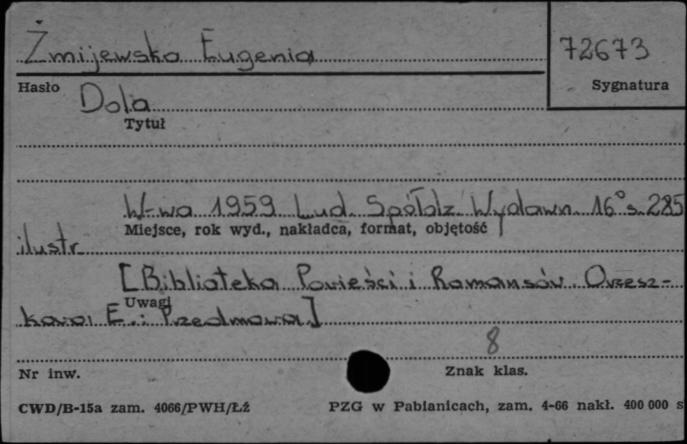 Żmijewska Eugenia
72673
Hasło
Sygnatura
Dola
Tytuł
W-wa 1959 Lud. Spółdz. Wydawn. 16° s. 285
Miejsce, rok wyd., nakładca, format, objętość
ilustr.
[Biblioteka Powieści i Romansów. Orzesz-
Uwagi
kowa E.: Przedmowa]
8
Nr inw.
Znak klas.
CWD/B-15a zam. 4066/PWH/Łż
PZG w Pabianicach, zam. 4-66 nakł. 400 000 s